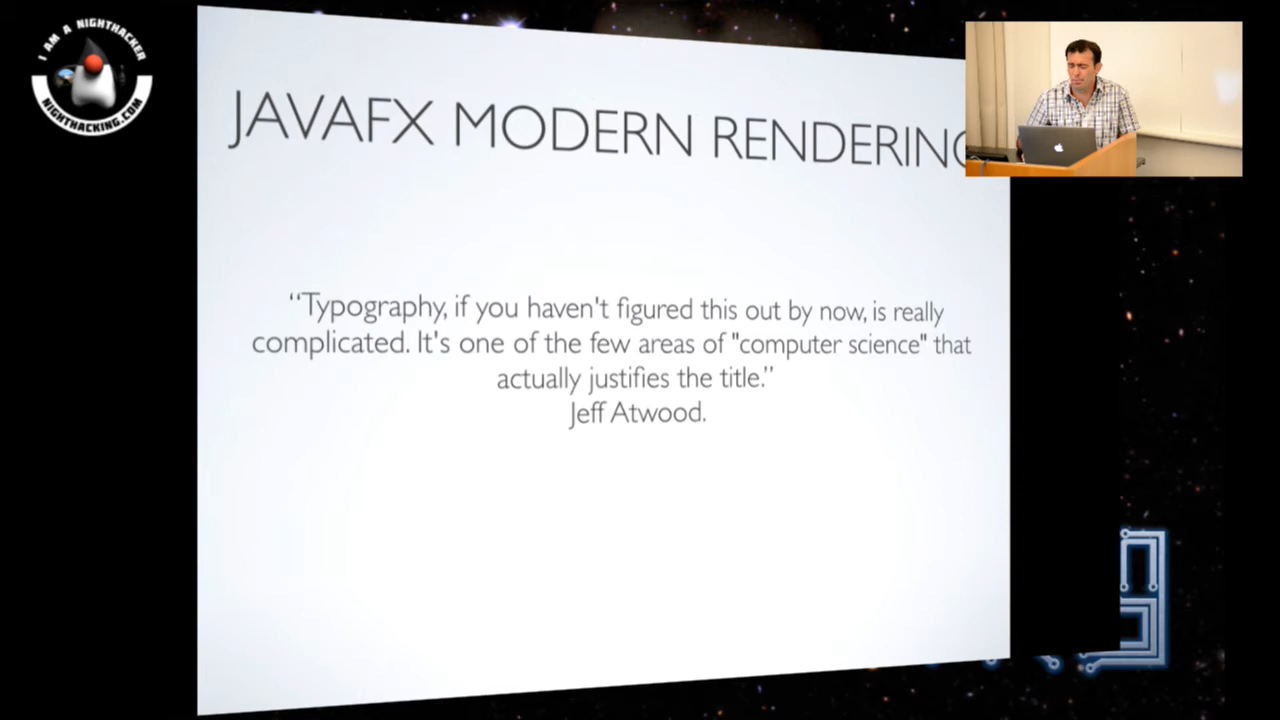 I AM A NIGHTHACKER
NIGHTHACKING.COM
JAVAFX MODERN RENDERING
“Typography, if you haven't figured this out by now, is really
complicated. It's one of the few areas of "computer science" that
actually justifies the title.”
Jeff Atwood.